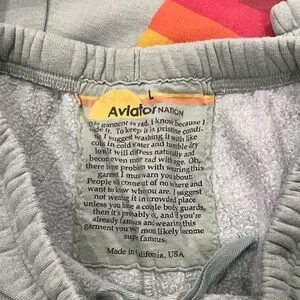 L
Aviator NATION
This garment is rad. I know because I
made it. To keep it in pristine condi-
tion I suggest washing it with like
colors in cold water and tumble dry
low. It will distress naturally and
become even more rad with age. Oh,
there is one problem with wearing this
garment I must warn you about:
People will come out of no where and
want to know who you are. I suggest
not wearing it in a crowded place
unless you have a couple body guards,
then it's probably ok, and if you're
already famous and wearing this
garment you will most likely become
super famous.
Made in California, USA